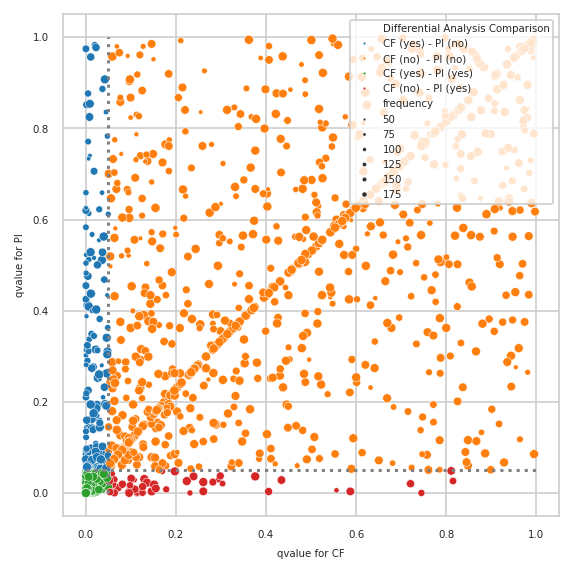 Differential Analysis Comparison
CF (yes) - PI (no)
CF (no)  - PI (no)
CF (yes) - PI (yes)
CF (no)  - PI (yes)
frequency
50
75
100
125
150
175
1.0
0.8
0.6
0.4
0.2
0.0
qvalue for PI
0.0 0.2 0.4 0.6 0.8 1.0
qvalue for CF